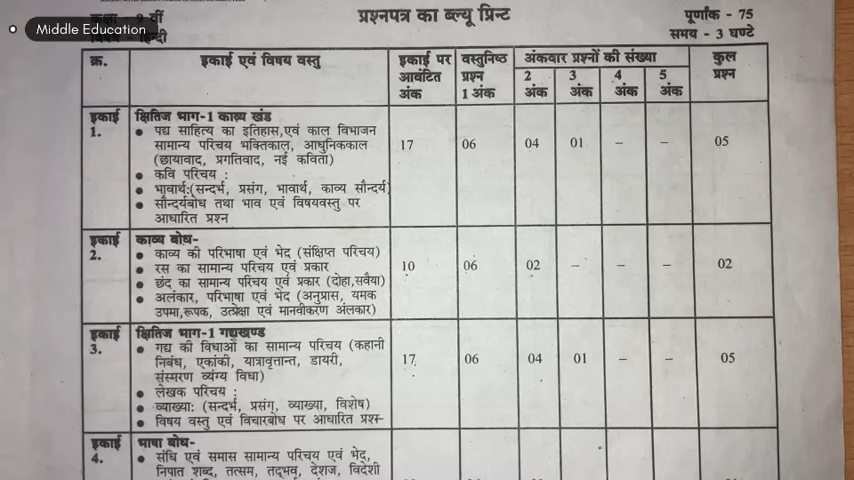 Middle Education
प्रश्नपत्र का ब्ल्यू प्रिन्ट
पूर्णांक - 75
समय - 3 घण्टे
क्र. इकाई एवं विषय वस्तु इकाई पर आवंटित अंक वस्तुनिष्ठ प्रश्न 1 अंक अंकवार प्रश्नों की संख्या कुल प्रश्न
2 अंक 3 अंक 4 अंक 5 अंक
इकाई 1. क्षितिज भाग-1 काव्य खंड
● पद्य साहित्य का इतिहास,एवं काल विभाजन
सामान्य परिचय भक्तिकाल, आधुनिककाल 17 06 04 01 – – 05
(छायावाद, प्रगतिवाद, नई कविता)
● कवि परिचय :
● भावार्थ:(सन्दर्भ, प्रसंग, भावार्थ, काव्य सौन्दर्य)
● सौन्दर्यबोध तथा भाव एवं विषयवस्तु पर
आधारित प्रश्न
इकाई 2. काव्य बोध-
● काव्य की परिभाषा एवं भेद (संक्षिप्त परिचय)
● रस का सामान्य परिचय एवं प्रकार 10 06 02 – – – 02
● छंद का सामान्य परिचय एवं प्रकार (दोहा,सवैया)
● अलंकार, परिभाषा एवं भेद (अनुप्रास, यमक
उपमा,रूपक, उत्प्रेक्षा एवं मानवीकरण अंलकार)
इकाई 3. क्षितिज भाग-1 गद्यखण्ड
● गद्य की विधाओं का सामान्य परिचय (कहानी
निबंध, एकांकी, यात्रावृत्तान्त, डायरी, 17 06 04 01 – – 05
संस्मरण व्यंग्य विधा)
● लेखक परिचय :
● व्याख्या: (सन्दर्भ, प्रसंग, व्याख्या, विशेष)
● विषय वस्तु एवं विचारबोध पर आधारित प्रश्न
इकाई 4. भाषा बोध-
● संधि एवं समास सामान्य परिचय एवं भेद,
निपात शब्द, तत्सम, तद्भव, देशज, विदेशी